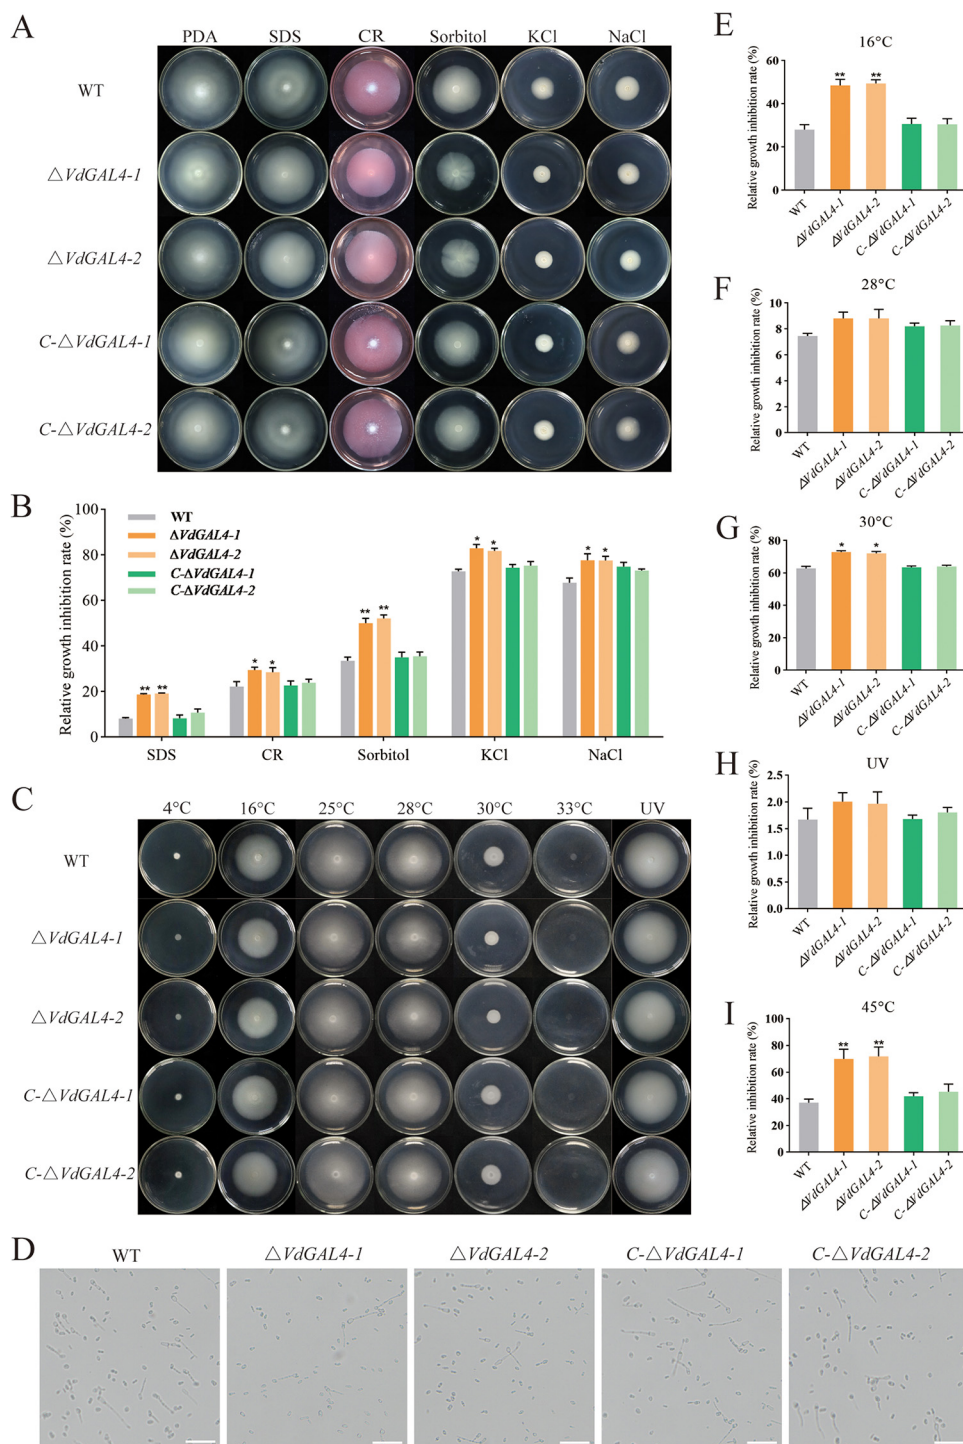 A
PDA SDS CR Sorbitol KCl NaCl
WT
△VdGAL4-1
△VdGAL4-2
C-△VdGAL4-1
C-△VdGAL4-2
B
Relative growth inhibition rate (%)
100
80
60
40
20
0
WT
ΔVdGAL4-1
ΔVdGAL4-2
C-ΔVdGAL4-1
C-ΔVdGAL4-2
** ** * * ** ** * * * *
SDS CR Sorbitol KCl NaCl
C
4°C 16°C 25°C 28°C 30°C 33°C UV
WT
△VdGAL4-1
△VdGAL4-2
C-△VdGAL4-1
C-△VdGAL4-2
D
WT △VdGAL4-1 △VdGAL4-2 C-△VdGAL4-1 C-△VdGAL4-2
E
16°C
Relative growth inhibition rate (%)
60
40
20
0
** **
WT ΔVdGAL4-1 ΔVdGAL4-2 C-ΔVdGAL4-1 C-ΔVdGAL4-2
F
28°C
Relative growth inhibition rate (%)
10
8
6
4
2
0
WT ΔVdGAL4-1 ΔVdGAL4-2 C-ΔVdGAL4-1 C-ΔVdGAL4-2
G
30°C
Relative growth inhibition rate (%)
80
60
40
20
0
* *
WT ΔVdGAL4-1 ΔVdGAL4-2 C-ΔVdGAL4-1 C-ΔVdGAL4-2
H
UV
Relative growth inhibition rate (%)
2.5
2.0
1.5
1.0
0.5
0.0
WT ΔVdGAL4-1 ΔVdGAL4-2 C-ΔVdGAL4-1 C-ΔVdGAL4-2
I
45°C
Relative inhibition rate (%)
100
80
60
40
20
0
** **
WT ΔVdGAL4-1 ΔVdGAL4-2 C-ΔVdGAL4-1 C-ΔVdGAL4-2